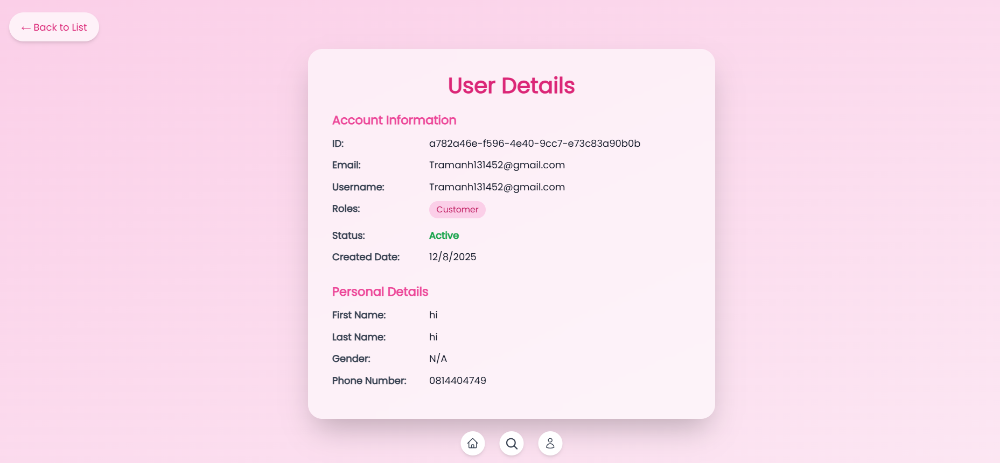 ← Back to List
User Details
Account Information
ID: a782a46e-f596-4e40-9cc7-e73c83a90b0b
Email: Tramanh131452@gmail.com
Username: Tramanh131452@gmail.com
Roles: Customer
Status: Active
Created Date: 12/8/2025
Personal Details
First Name: hi
Last Name: hi
Gender: N/A
Phone Number: 0814404749